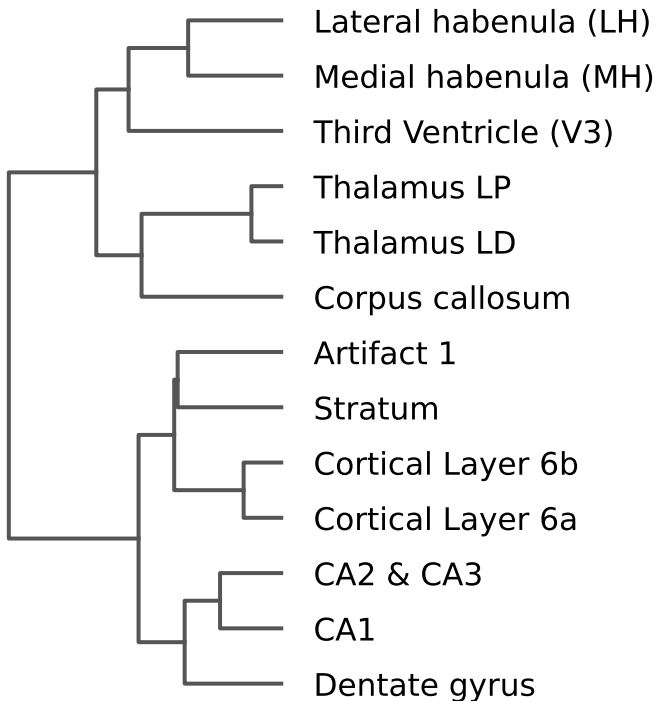 Lateral habenula (LH)
Medial habenula (MH)
Third Ventricle (V3)
Thalamus LP
Thalamus LD
Corpus callosum
Artifact 1
Stratum
Cortical Layer 6b
Cortical Layer 6a
CA2 & CA3
CA1
Dentate gyrus